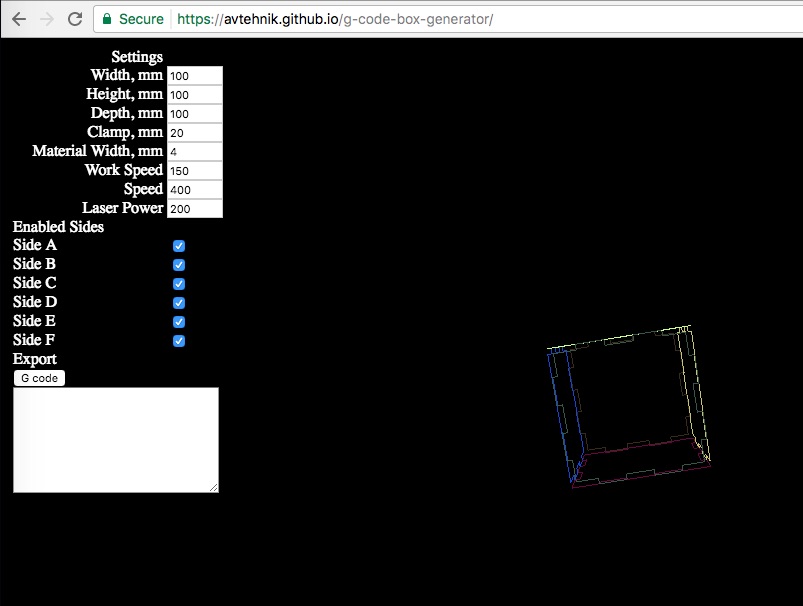 Secure https://avtehnik.github.io/g-code-box-generator/
Settings
Width, mm 100
Height, mm 100
Depth, mm 100
Clamp, mm 20
Material Width, mm 4
Work Speed 150
Speed 400
Laser Power 200
Enabled Sides
Side A
Side B
Side C
Side D
Side E
Side F
Export
G code